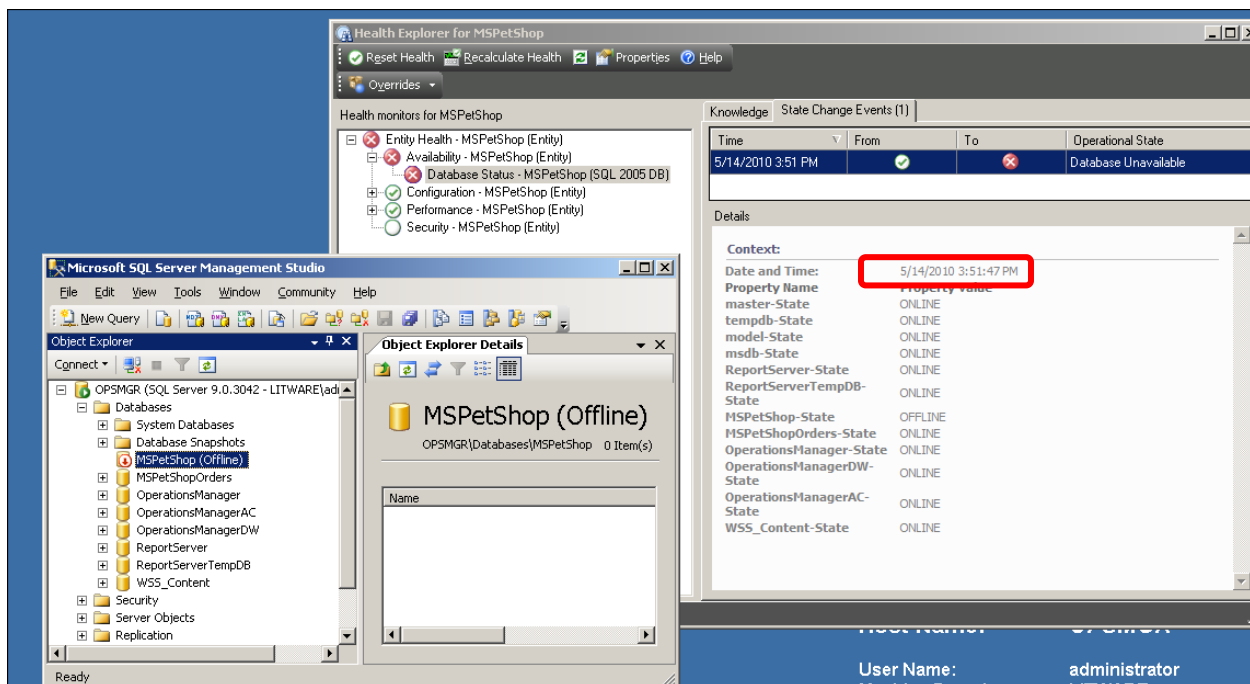 Health Explorer for MSPetShop
Reset Health Recalculate Health Properties Help
Overrides
Health monitors for MSPetShop
Entity Health - MSPetShop (Entity)
Availability - MSPetShop (Entity)
Database Status - MSPetShop (SQL 2005 DB)
Configuration - MSPetShop (Entity)
Performance - MSPetShop (Entity)
Security - MSPetShop (Entity)
Knowledge State Change Events (1)
Time From To Operational State
5/14/2010 3:51 PM Database Unavailable
Details
Context:
Date and Time: 5/14/2010 3:51:47 PM
Property Name Property Value
master-State ONLINE
tempdb-State ONLINE
model-State ONLINE
msdb-State ONLINE
ReportServer-State ONLINE
ReportServerTempDB-
State ONLINE
MSPetShop-State OFFLINE
MSPetShopOrders-State ONLINE
OperationsManager-State ONLINE
OperationsManagerDW-
State ONLINE
OperationsManagerAC-
State ONLINE
WSS_Content-State ONLINE
Microsoft SQL Server Management Studio
File Edit View Tools Window Community Help
New Query
Object Explorer
Connect
OPSMGR (SQL Server 9.0.3042 - LITWARE\ad
Databases
System Databases
Database Snapshots
MSPetShop (Offline)
MSPetShopOrders
OperationsManager
OperationsManagerAC
OperationsManagerDW
ReportServer
ReportServerTempDB
WSS_Content
Security
Server Objects
Replication
Object Explorer Details
MSPetShop (Offline)
OPSMGR\Databases\MSPetShop 0 Item(s)
Name
Ready
User Name: administrator